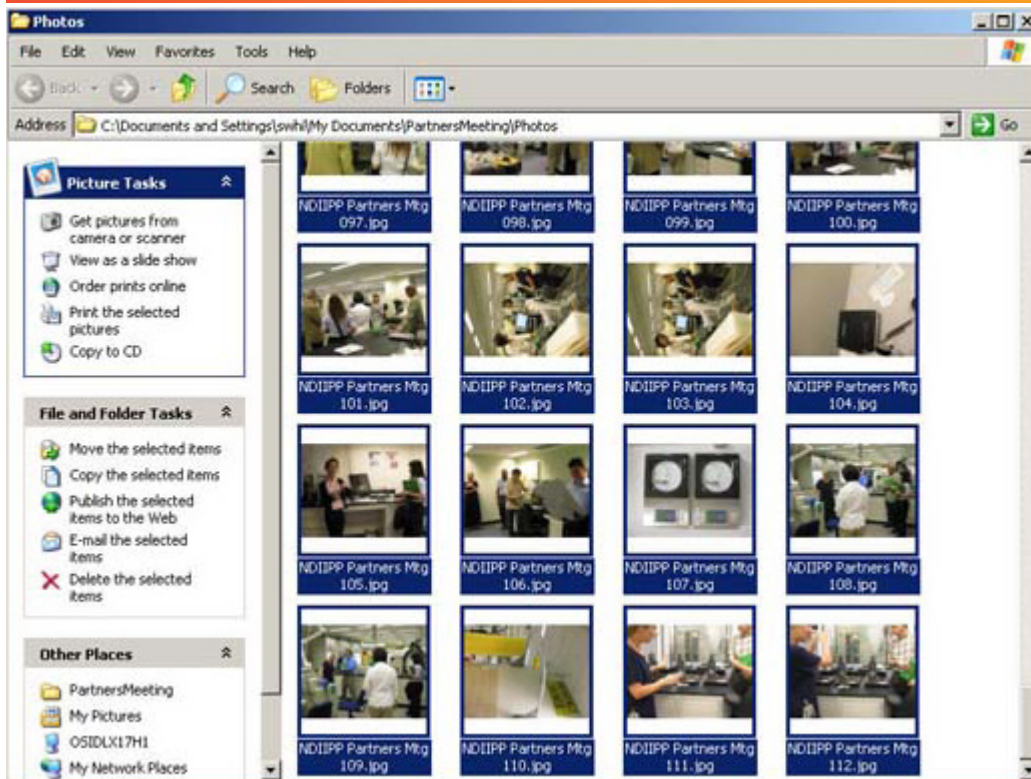 Photos
File Edit View Favorites Tools Help
Back Search Folders
Address C:\Documents and Settings\swhil\My Documents\PartnersMeeting\Photos Go
Picture Tasks
Get pictures from
camera or scanner
View as a slide show
Order prints online
Print the selected
pictures
Copy to CD
File and Folder Tasks
Move the selected items
Copy the selected items
Publish the selected
items to the Web
E-mail the selected
items
Delete the selected
items
Other Places
PartnersMeeting
My Pictures
OSIDLX17H1
My Network Places
NDIIPP Partners Mtg
097.jpg
NDIIPP Partners Mtg
098.jpg
NDIIPP Partners Mtg
099.jpg
NDIIPP Partners Mtg
100.jpg
NDIIPP Partners Mtg
101.jpg
NDIIPP Partners Mtg
102.jpg
NDIIPP Partners Mtg
103.jpg
NDIIPP Partners Mtg
104.jpg
NDIIPP Partners Mtg
105.jpg
NDIIPP Partners Mtg
106.jpg
NDIIPP Partners Mtg
107.jpg
NDIIPP Partners Mtg
108.jpg
NDIIPP Partners Mtg
109.jpg
NDIIPP Partners Mtg
110.jpg
NDIIPP Partners Mtg
111.jpg
NDIIPP Partners Mtg
112.jpg